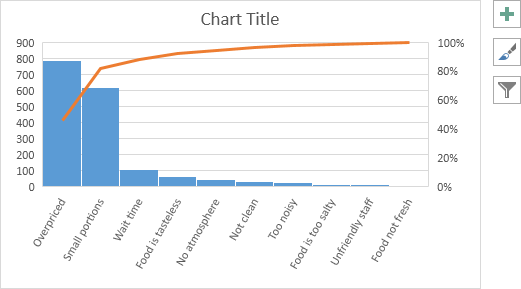 Chart Title
900
800
700
600
500
400
300
200
100
0
100%
80%
60%
40%
20%
0%
Overpriced
Small portions
Wait time
Food is tasteless
No atmosphere
Not clean
Too noisy
Food is too salty
Unfriendly staff
Food not fresh